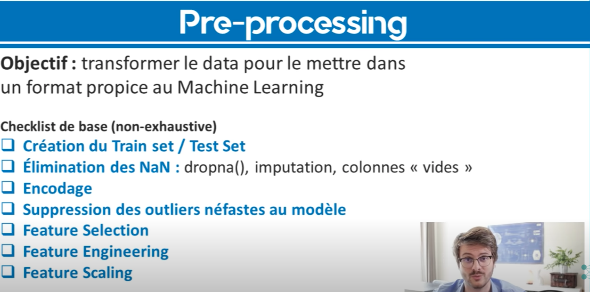 Pre-processing
Objectif : transformer le data pour le mettre dans
un format propice au Machine Learning
Checklist de base (non-exhaustive)
❑ Création du Train set / Test Set
❑ Élimination des NaN : dropna(), imputation, colonnes « vides »
❑ Encodage
❑ Suppression des outliers néfastes au modèle
❑ Feature Selection
❑ Feature Engineering
❑ Feature Scaling